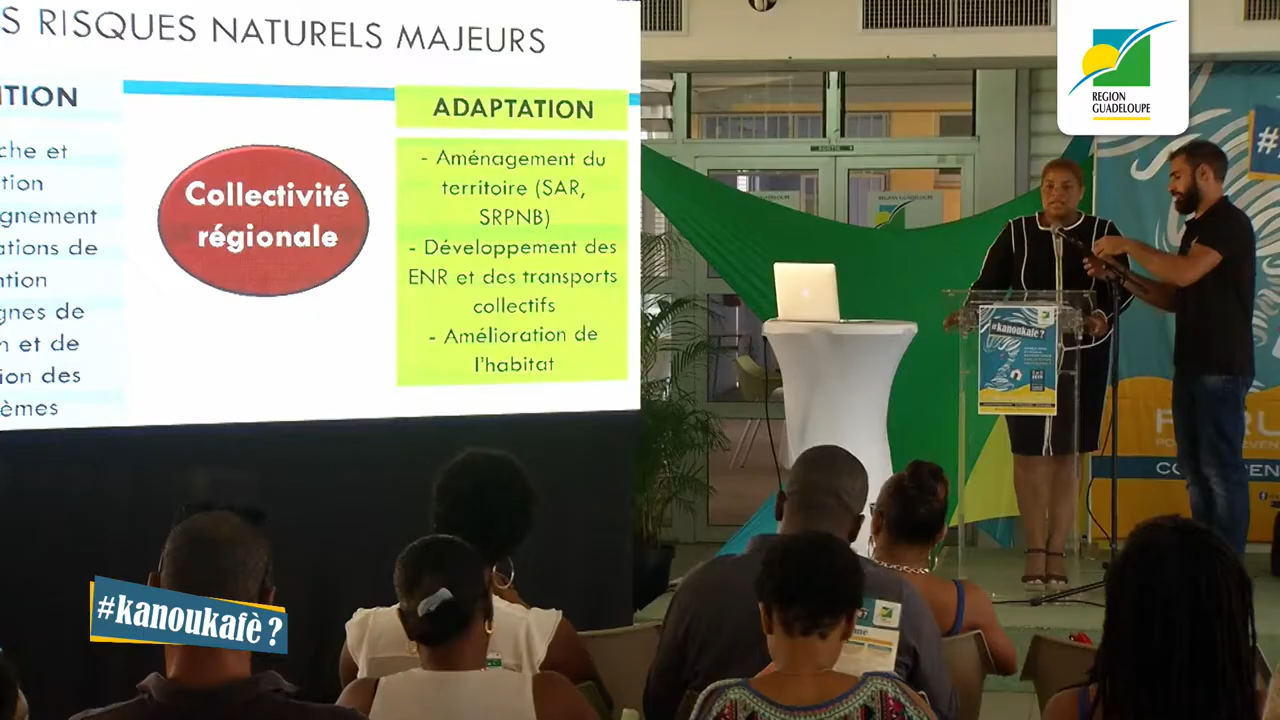 S RISQUES NATURELS MAJEURS
TION
che et
tion
gnement
ations de
ntion
gnes de
n et de
ion des
èmes
Collectivité
régionale
ADAPTATION
- Aménagement du
territoire (SAR,
SRPNB)
- Développement des
ENR et des transports
collectifs
- Amélioration de
l'habitat
REGION
GUADELOUPE
#kanoukafè ?
#kanoukafè ?